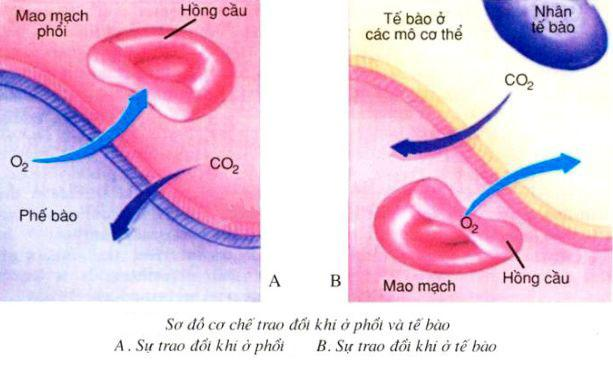 Mao mạch
phổi
Hồng cầu
O2
CO2
Phế bào
A
Tế bào ở
các mô cơ thể
Nhân
tế bào
CO2
O2
Mao mạch
Hồng cầu
B
Sơ đồ cơ chế trao đổi khí ở phổi và tế bào
A. Sự trao đổi khí ở phổi B. Sự trao đổi khí ở tế bào